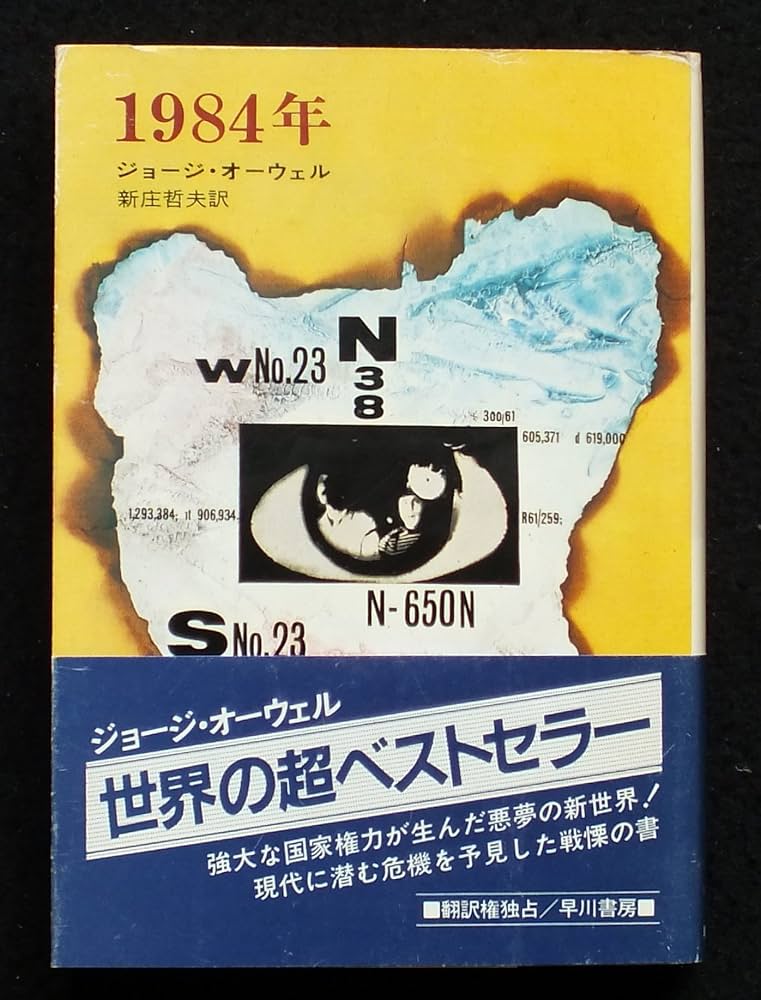 1984年
ジョージ・オーウェル
新庄哲夫訳
N
W No.23
38
300/61
605,371 d 619,000
1,293,384; it 906,934.
R61/259;
N-650N
S No.23
ジョージ・オーウェル
世界の超ベストセラー
強大な国家権力が生んだ悪夢の新世界!
現代に潜む危機を予見した戦慄の書
■翻訳権独占/早川書房■